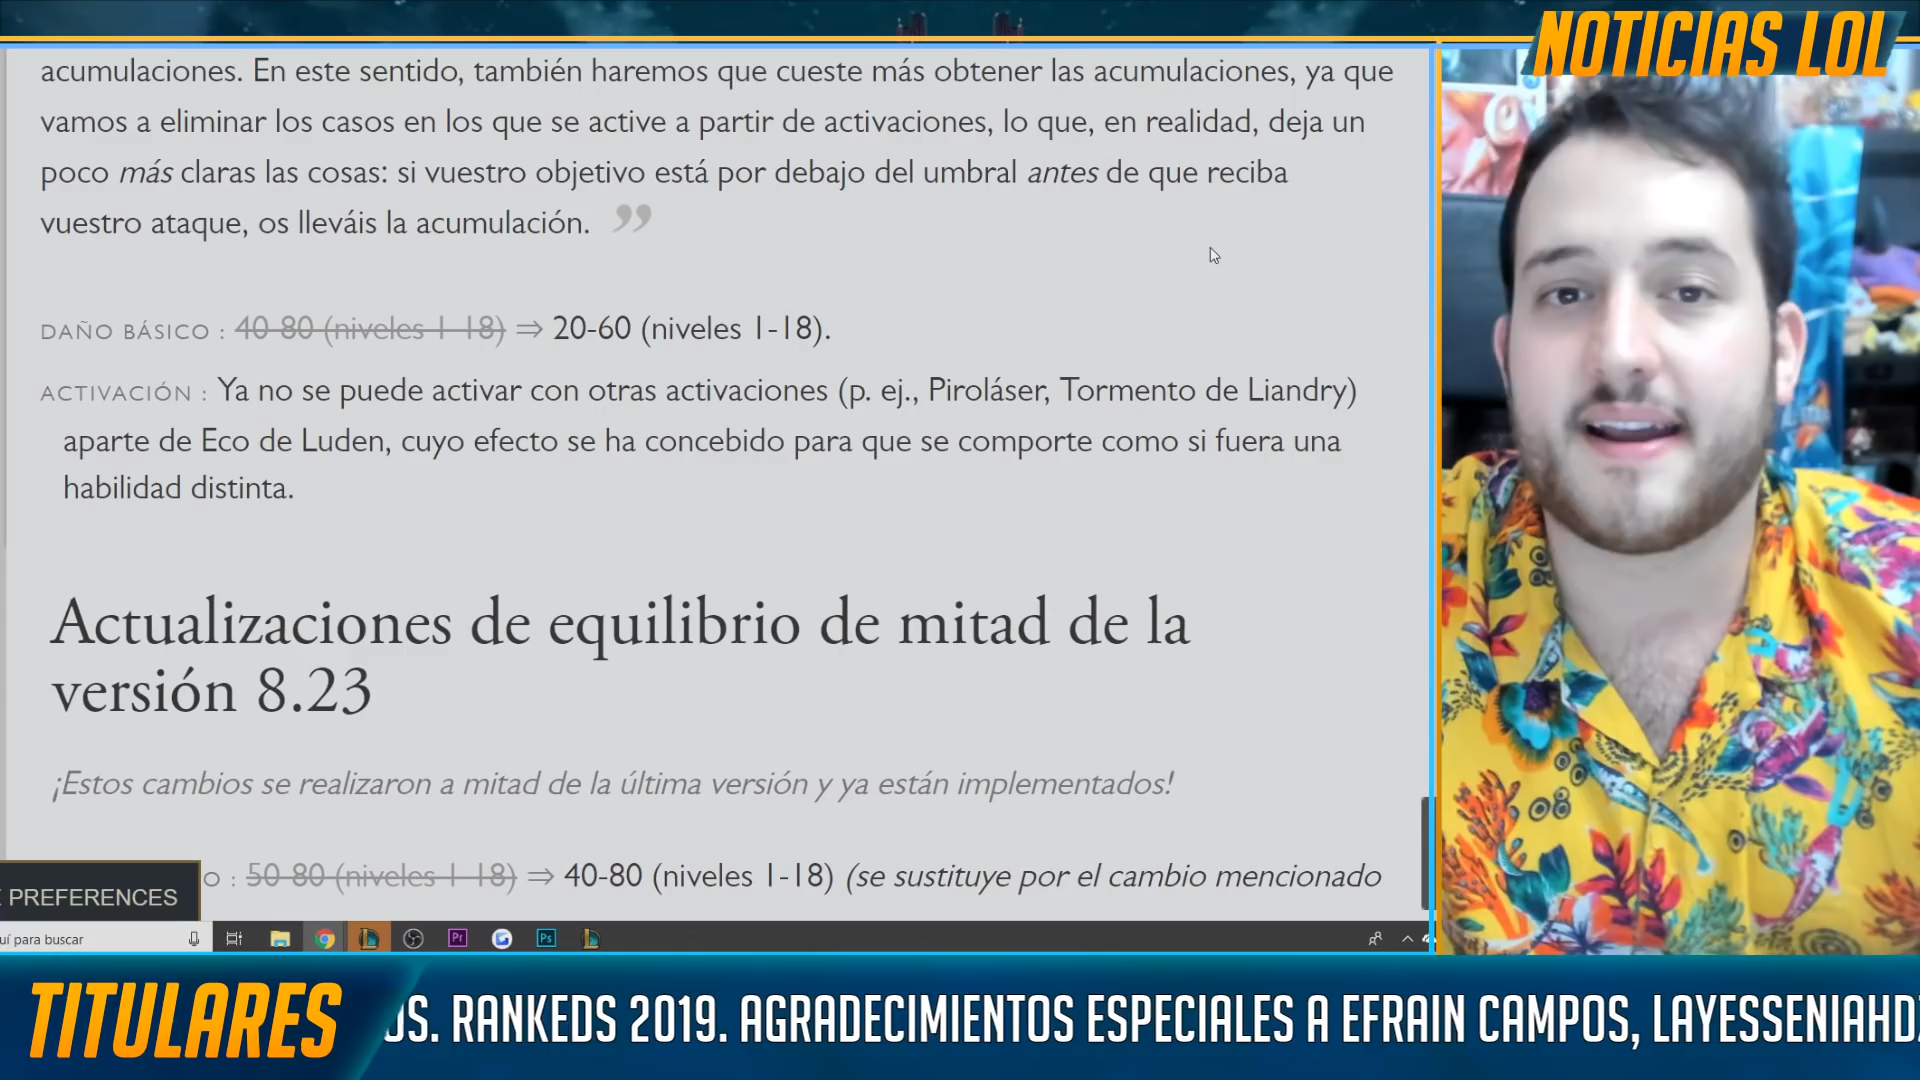 NOTICIAS LOL
acumulaciones. En este sentido, también haremos que cueste más obtener las acumulaciones, ya que
vamos a eliminar los casos en los que se active a partir de activaciones, lo que, en realidad, deja un
poco más claras las cosas: si vuestro objetivo está por debajo del umbral antes de que reciba
vuestro ataque, os lleváis la acumulación. ”
DAÑO BÁSICO : 40-80 (niveles 1-18) ⇒ 20-60 (niveles 1-18).
ACTIVACIÓN : Ya no se puede activar con otras activaciones (p. ej., Piroláser, Tormento de Liandry)
aparte de Eco de Luden, cuyo efecto se ha concebido para que se comporte como si fuera una
habilidad distinta.
Actualizaciones de equilibrio de mitad de la
versión 8.23
¡Estos cambios se realizaron a mitad de la última versión y ya están implementados!
O : 50-80 (niveles 1-18) ⇒ 40-80 (niveles 1-18) (se sustituye por el cambio mencionado
E PREFERENCES
uí para buscar
Pr
Ps
TITULARES
OS. RANKEDS 2019. AGRADECIMIENTOS ESPECIALES A EFRAIN CAMPOS, LAYESSENIAHD